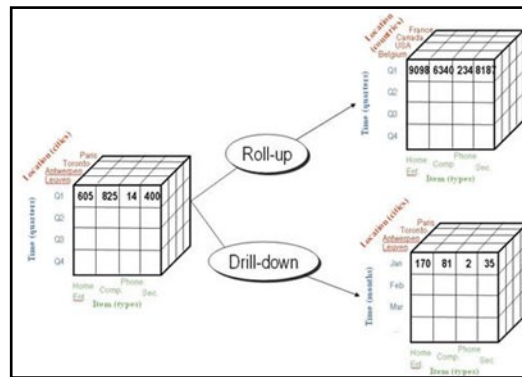 Location (countries)
France
Canada
USA
Belgium
Time (quarters)
Q1 9098 6340 234 8187
Q2
Q3
Q4
Home Ent
Comp.
Phone
Sec.
Item (types)
Roll-up
Location (cities)
Paris
Toronto
Antwerpen
Leuven
Time (quarters)
Q1 605 825 14 400
Q2
Q3
Q4
Home Ent
Comp.
Phone
Sec.
Item (types)
Drill-down
Location (cities)
Paris
Toronto
Antwerpen
Leuven
Time (months)
Jan 170 81 2 35
Feb
Mar
...
Home Ent
Comp.
Phone
Sec.
Item (types)